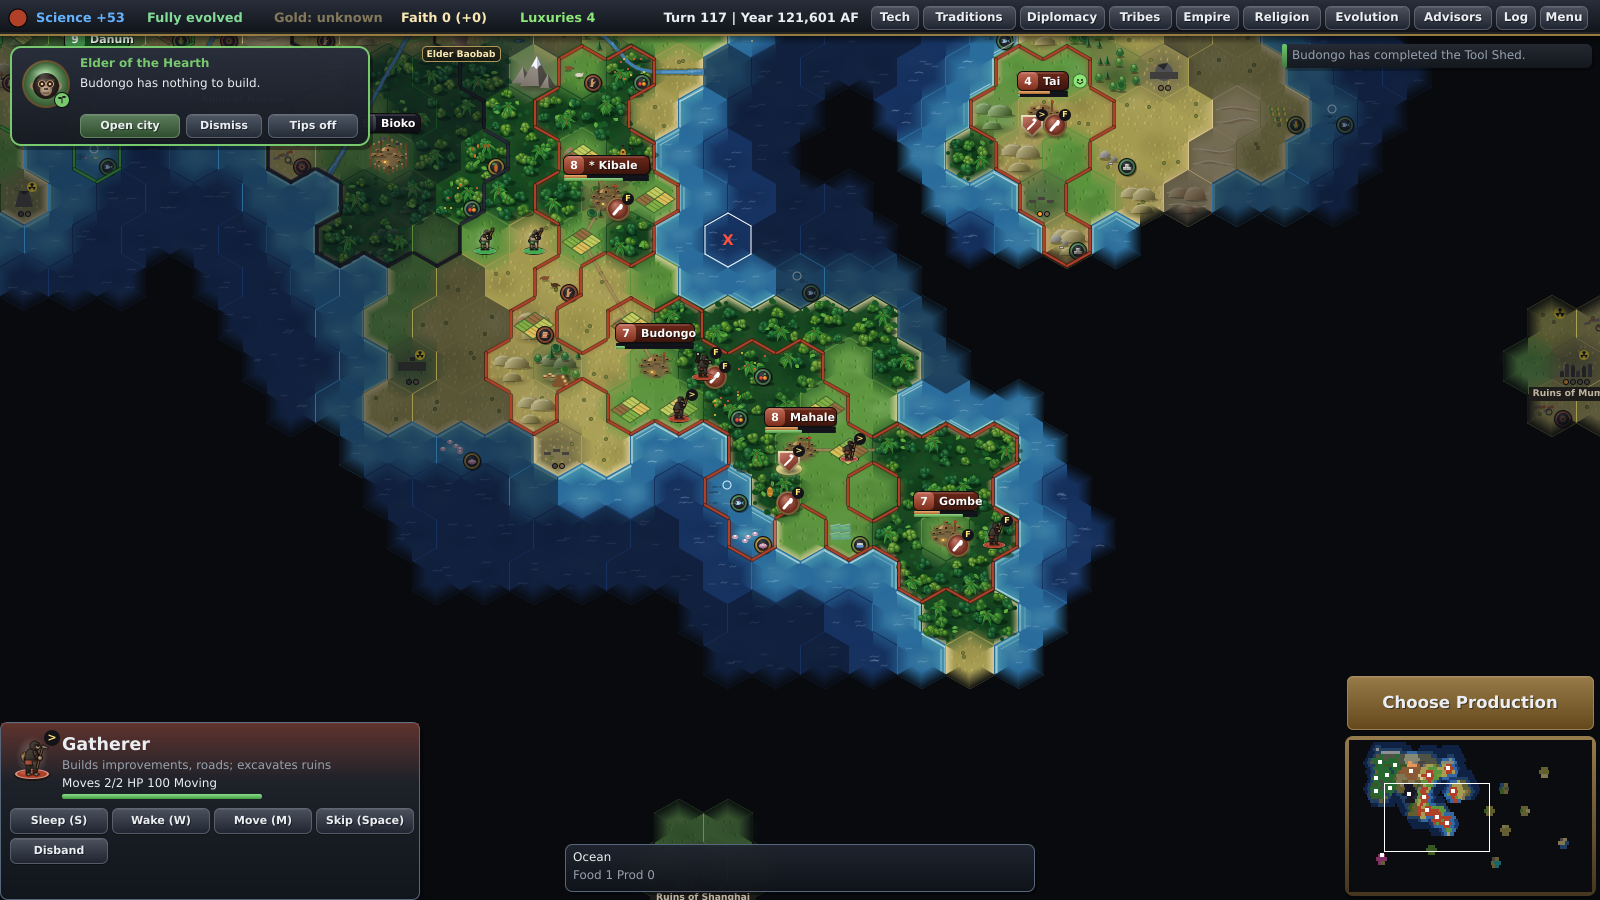 Science +53
Fully evolved
Gold: unknown
Faith 0 (+0)
Luxuries 4
Turn 117 | Year 121,601 AF
Tech
Traditions
Diplomacy
Tribes
Empire
Religion
Evolution
Advisors
Log
Menu
9 Danum
Elder of the Hearth
Budongo has nothing to build.
Open city
Dismiss
Tips off
Elder Baobab
Budongo has completed the Tool Shed.
4 Tai
Bioko
8 * Kibale
X
7 Budongo
8 Mahale
7 Gombe
Ruins of Mun
Choose Production
Gatherer
Builds improvements, roads; excavates ruins
Moves 2/2 HP 100 Moving
Sleep (S)
Wake (W)
Move (M)
Skip (Space)
Disband
Ocean
Food 1 Prod 0
Ruins of Shanghai